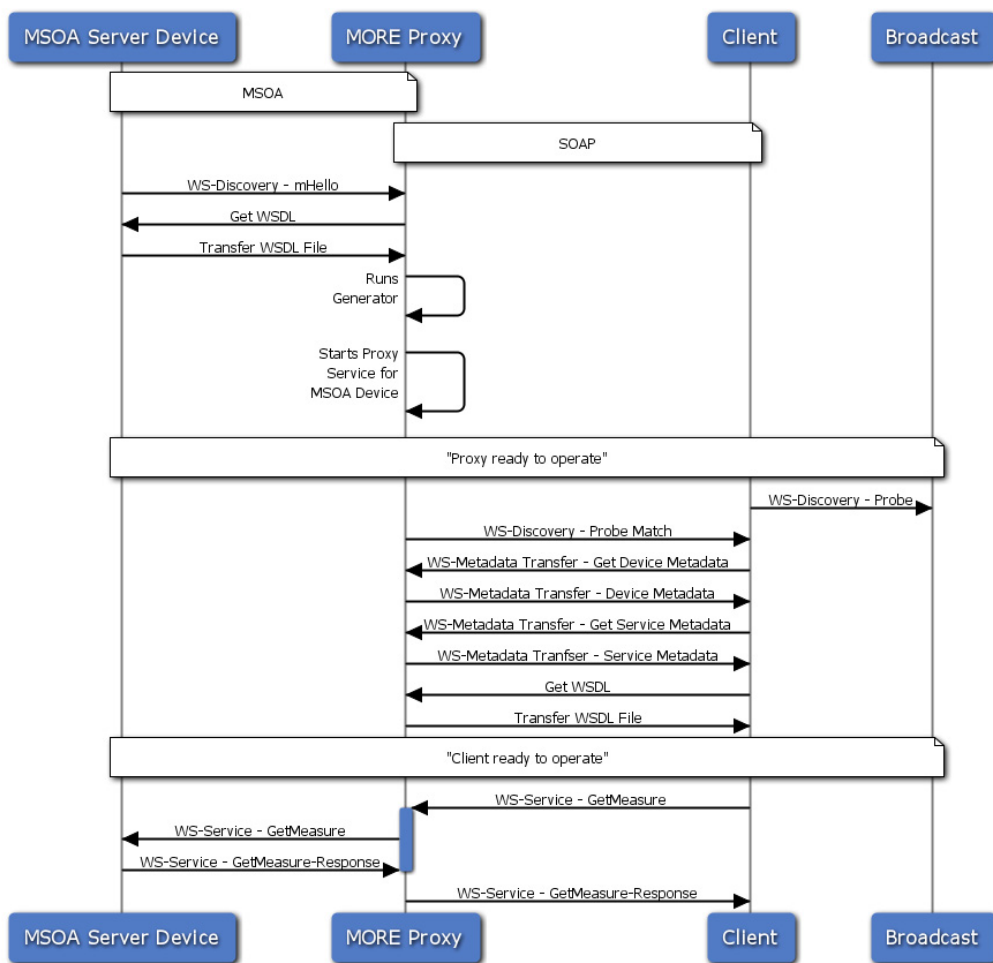 MSOA Server Device
MORE Proxy
Client
Broadcast
MSOA
SOAP
WS-Discovery - mHello
Get WSDL
Transfer WSDL File
Runs
Generator
Starts Proxy
Service for
MSOA Device
"Proxy ready to operate"
WS-Discovery - Probe
WS-Discovery - Probe Match
WS-Metadata Transfer - Get Device Metadata
WS-Metadata Transfer - Device Metadata
WS-Metadata Transfer - Get Service Metadata
WS-Metadata Tranfser - Service Metadata
Get WSDL
Transfer WSDL File
"Client ready to operate"
WS-Service - GetMeasure
WS-Service - GetMeasure
WS-Service - GetMeasure-Response
WS-Service - GetMeasure-Response
MSOA Server Device
MORE Proxy
Client
Broadcast